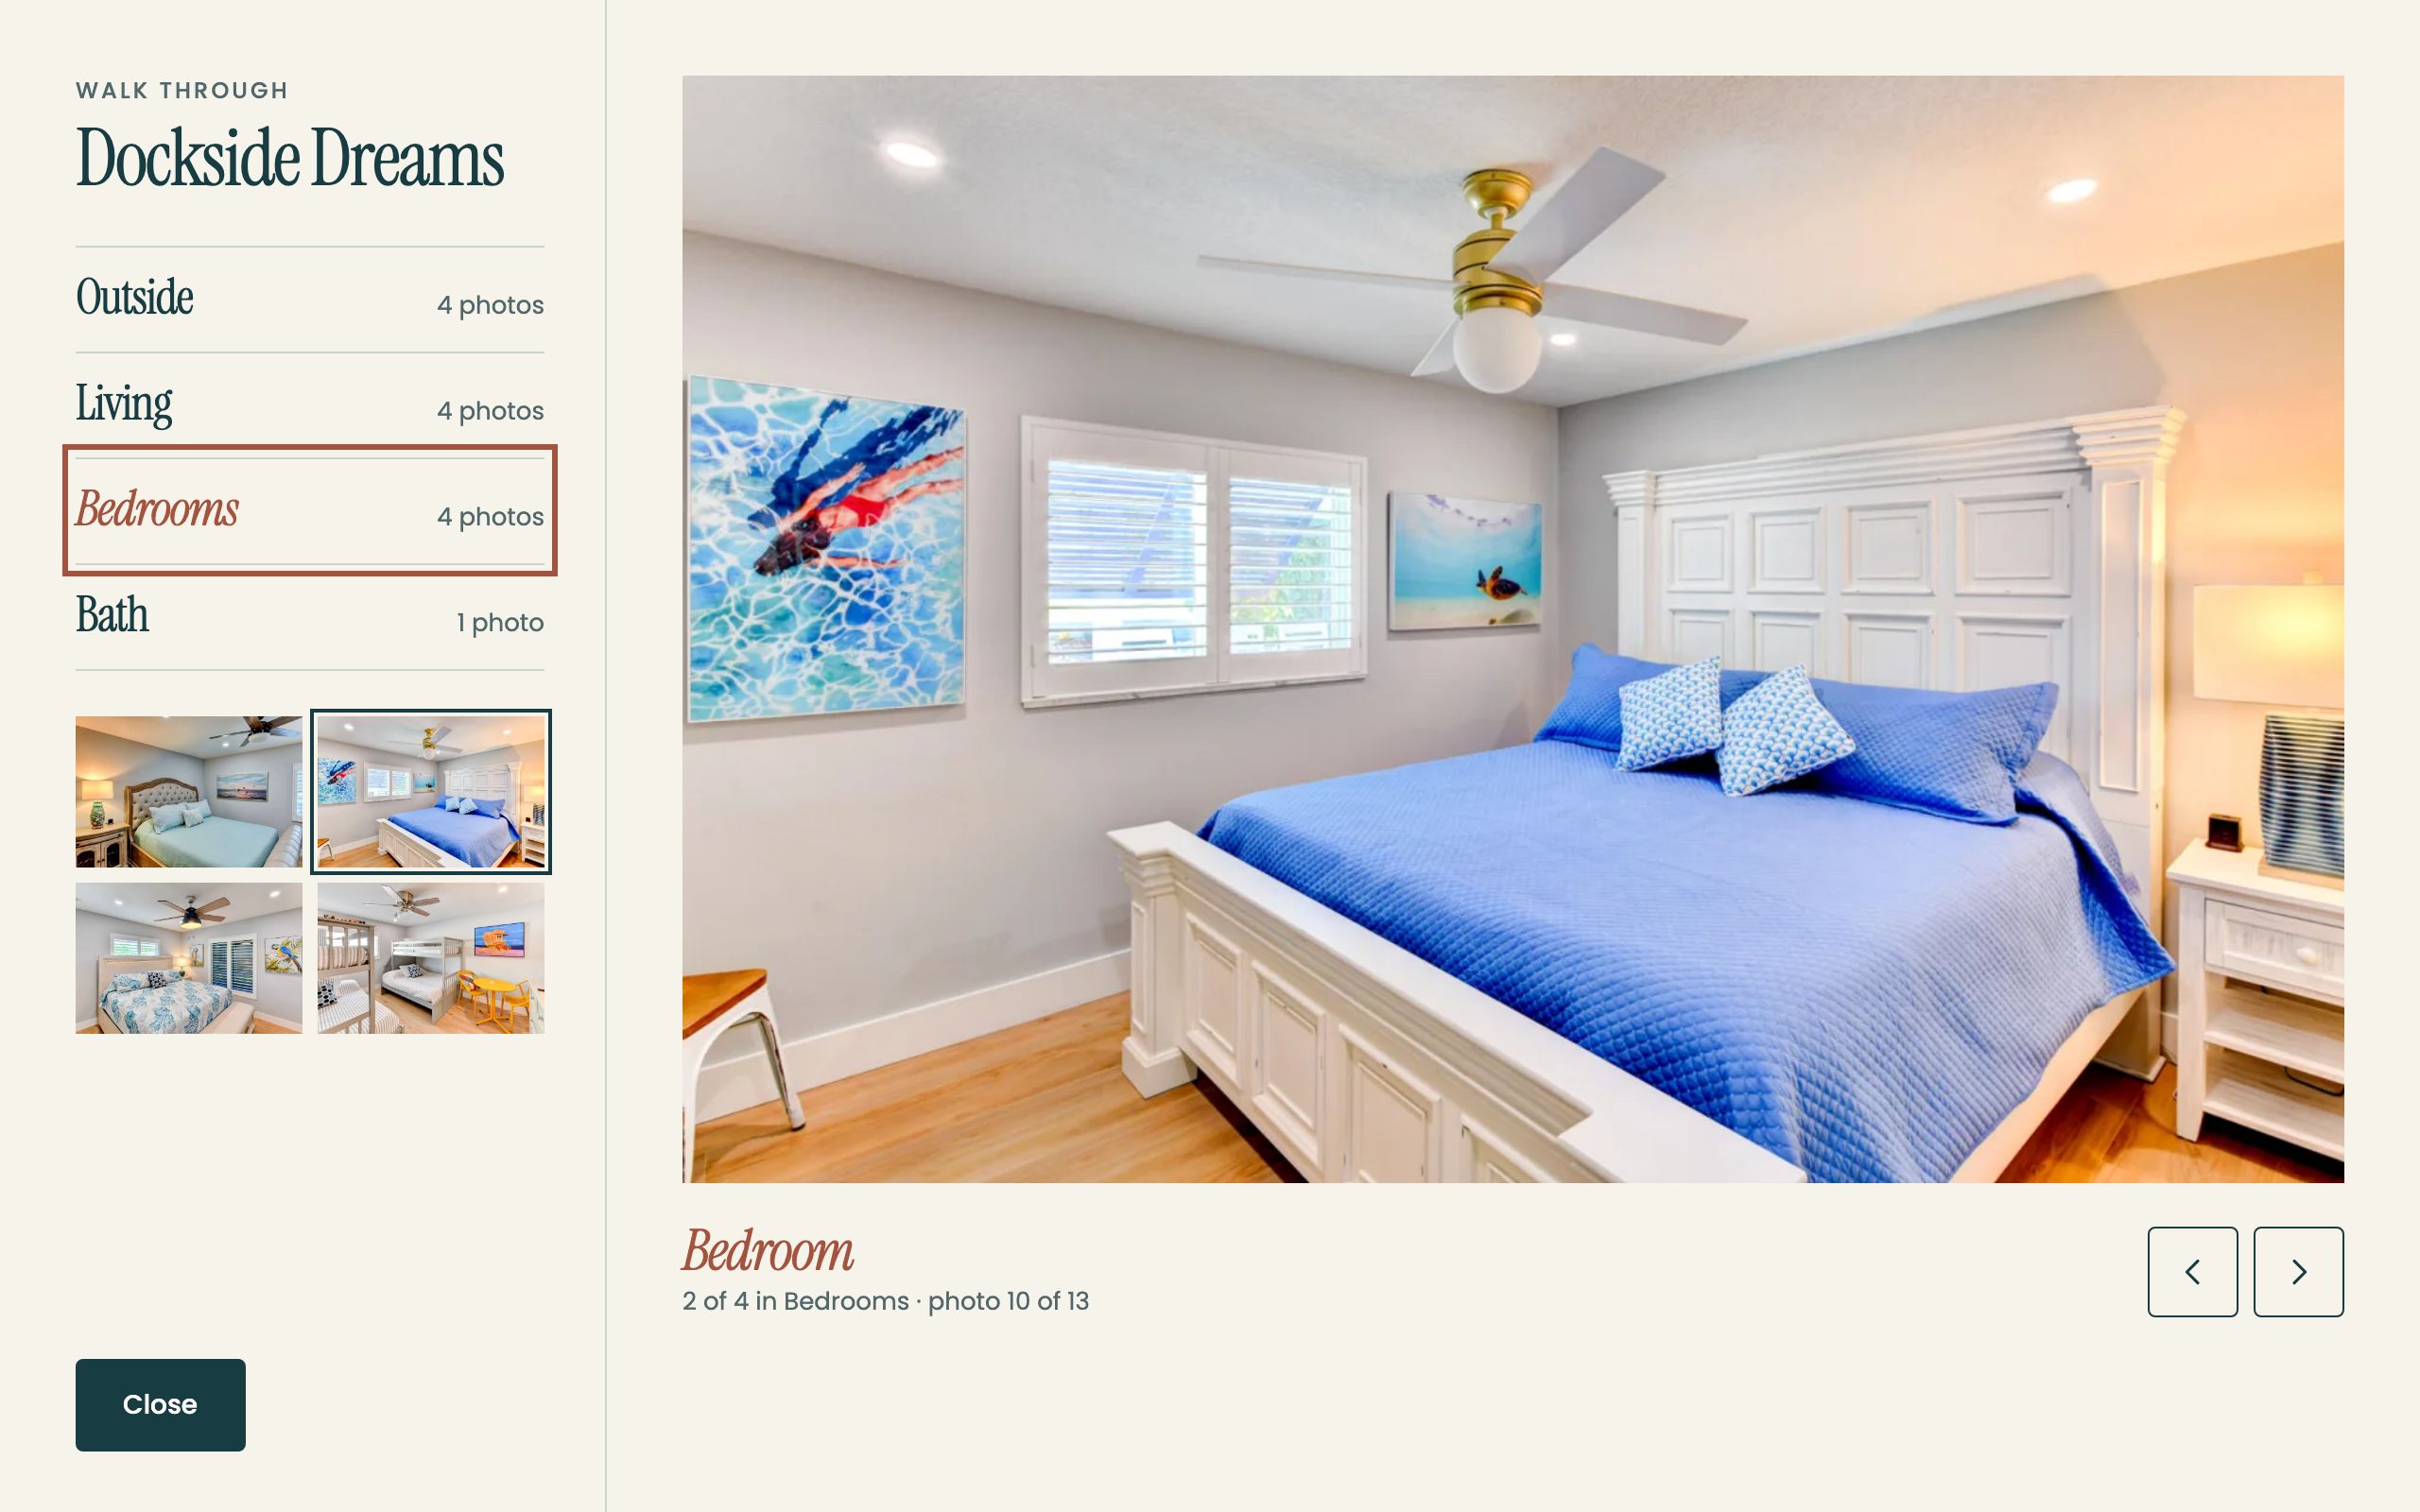 WALK THROUGH
Dockside Dreams
Outside 4 photos
Living 4 photos
Bedrooms 4 photos
Bath 1 photo
Close
Bedroom
2 of 4 in Bedrooms · photo 10 of 13